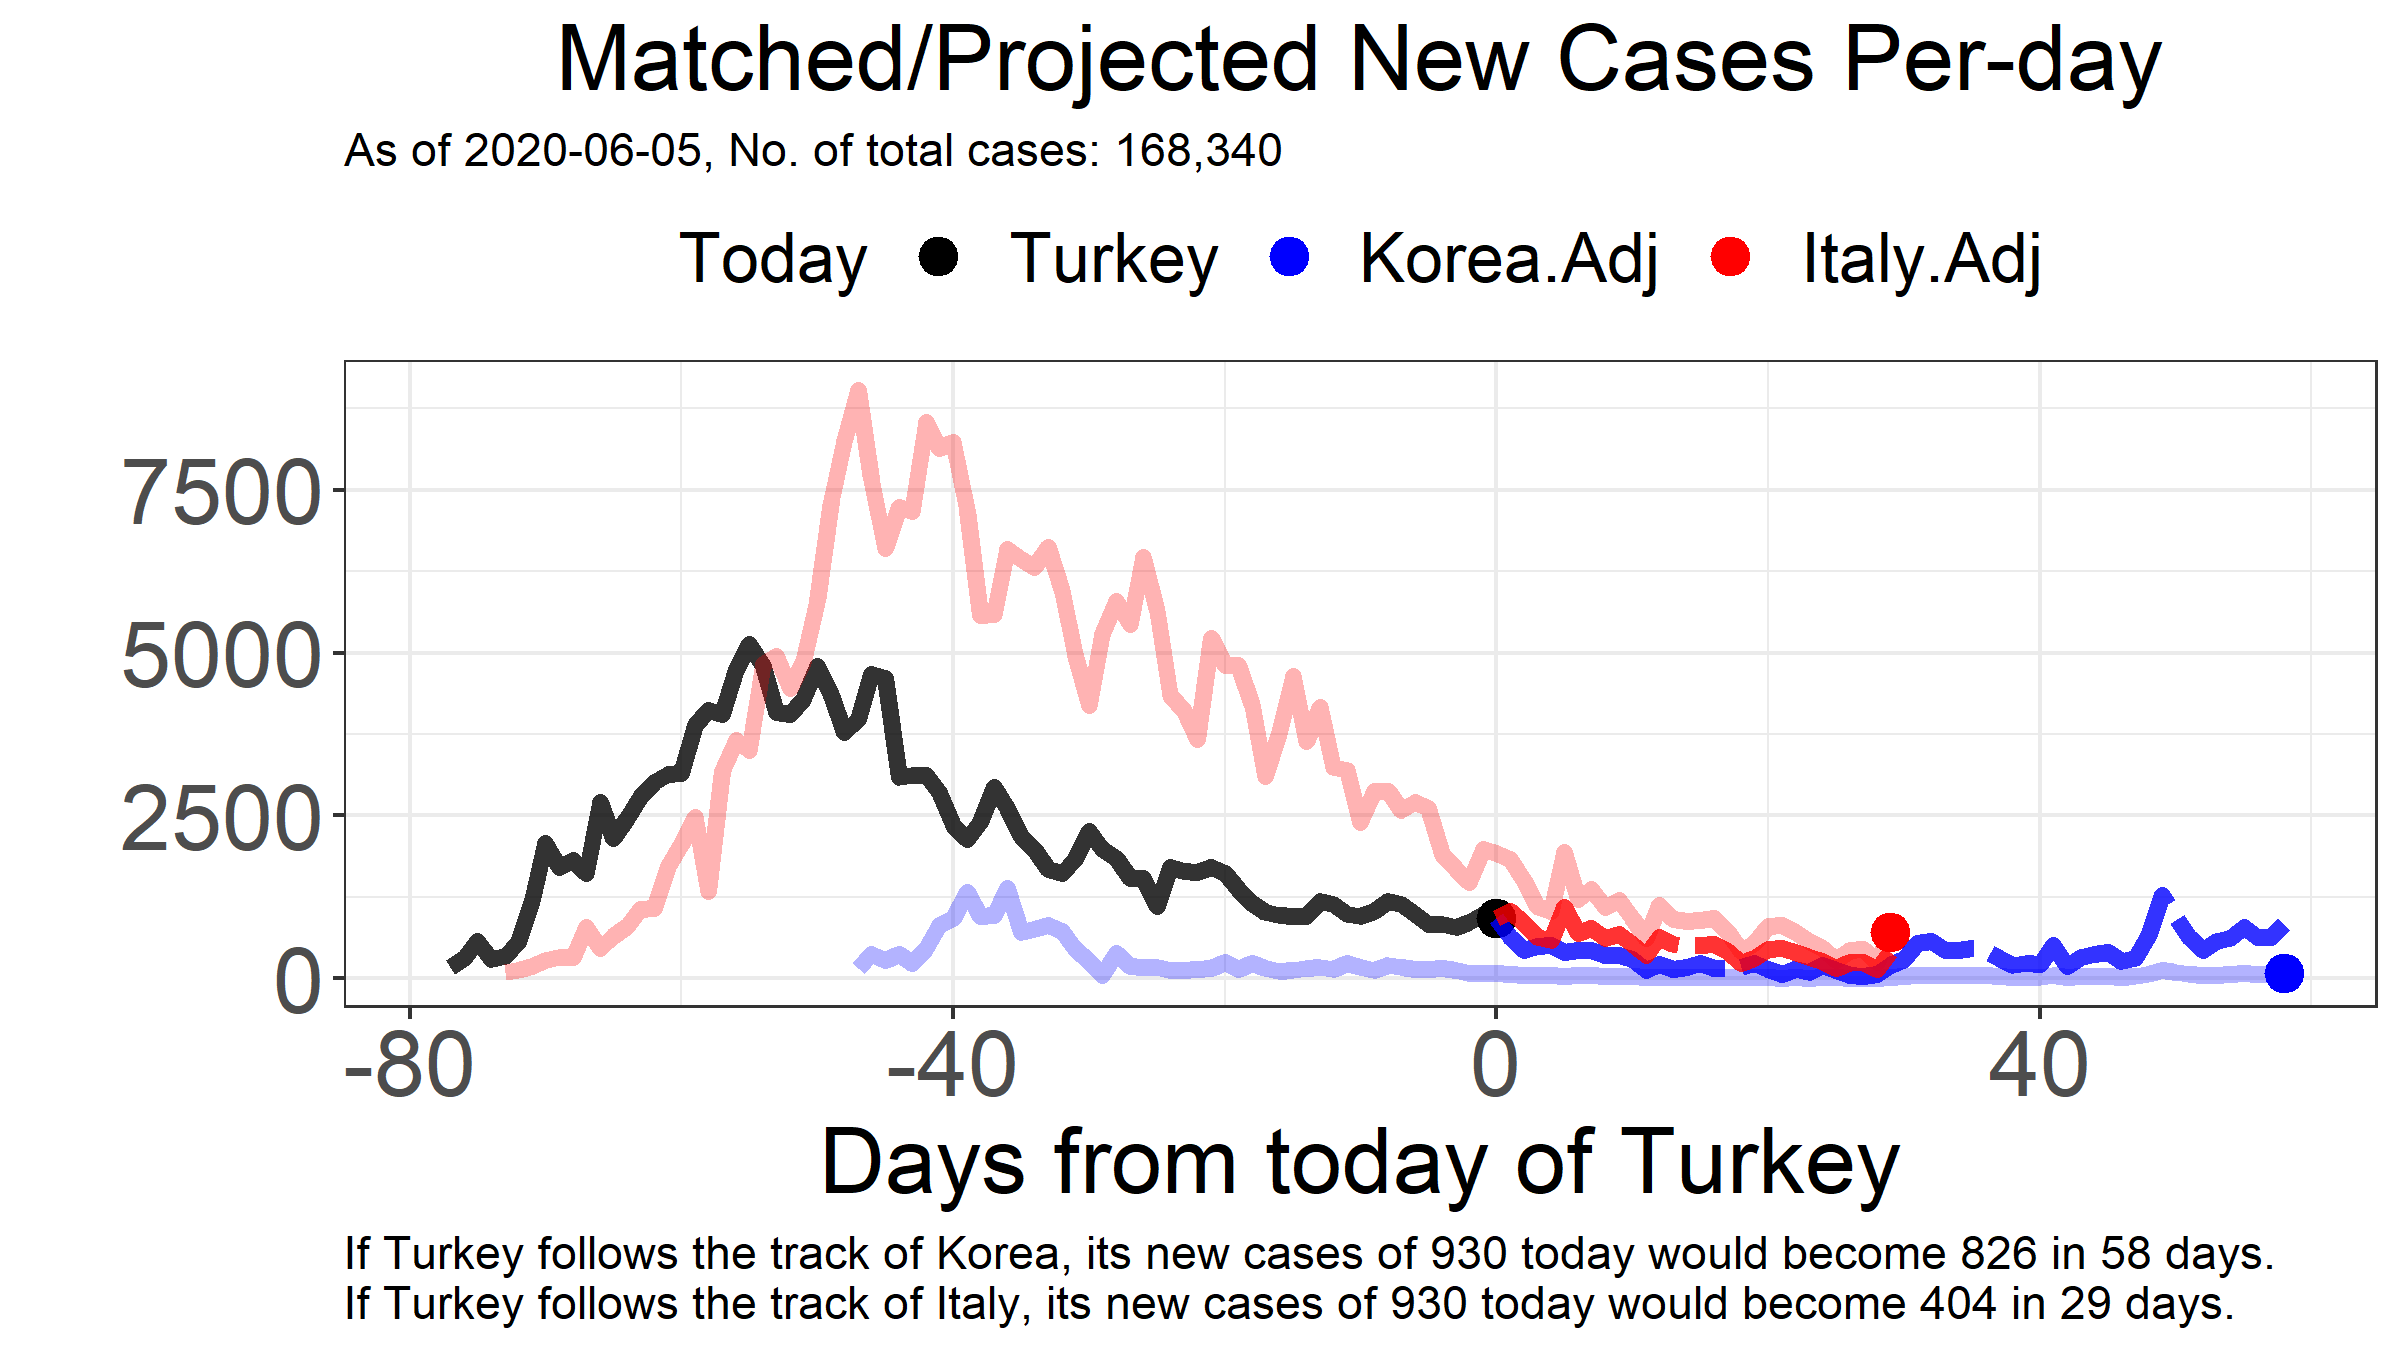 Matched/Projected New Cases Per-day
As of 2020-06-05, No. of total cases: 168,340
Today Turkey Korea.Adj Italy.Adj
7500
5000
2500
0
-80 -40 0 40
Days from today of Turkey
If Turkey follows the track of Korea, its new cases of 930 today would become 826 in 58 days.
If Turkey follows the track of Italy, its new cases of 930 today would become 404 in 29 days.